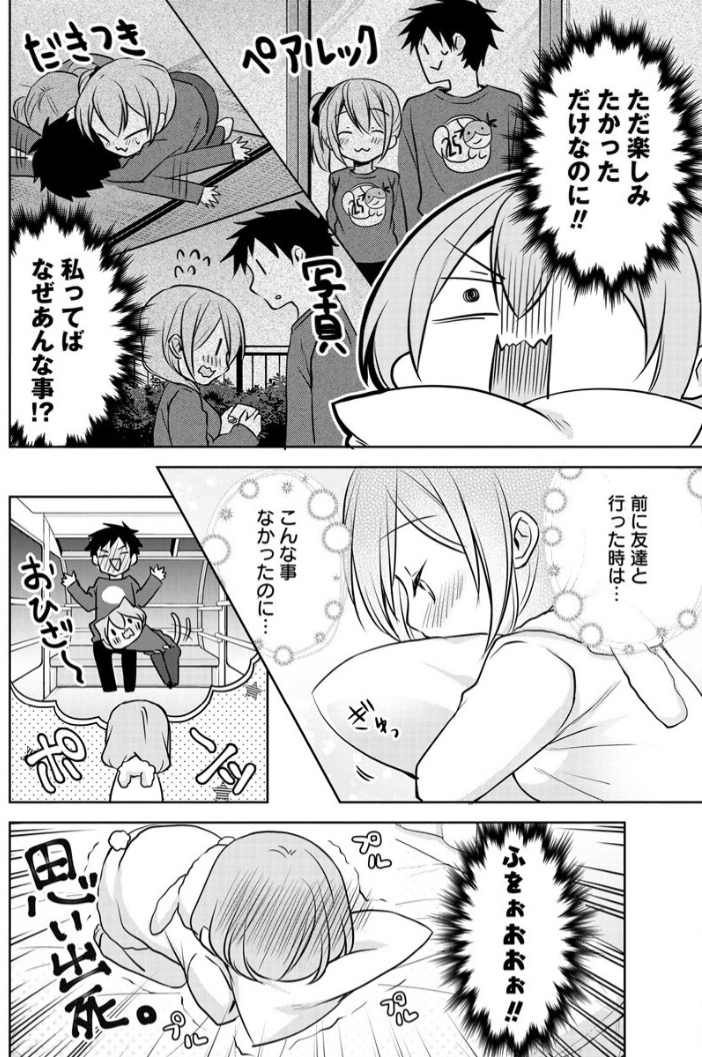 ただ楽しみ
たかった
だけなのに!!
ペアルック
25
25
だきつき
写真
私ってば
なぜあんな事!?
前に友達と
行った時は…
こんな事
なかったのに…
ぎゅっ
おひざ〜
ふをぉおおぉ!!
プル
プル
プル
プル
思い出死。